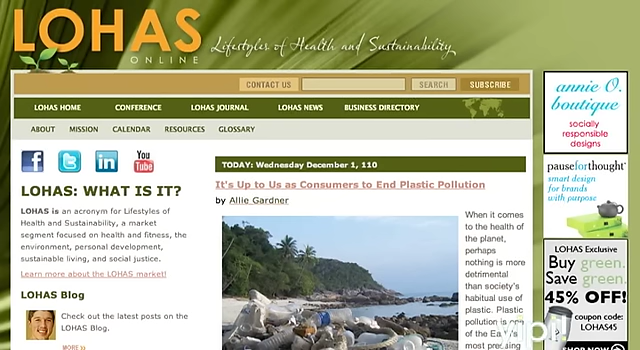 LOHAS
ONLINE
Lifestyles of Health and Sustainability
CONTACT US
SEARCH
SUBSCRIBE
LOHAS HOME
CONFERENCE
LOHAS JOURNAL
LOHAS NEWS
BUSINESS DIRECTORY
ABOUT
MISSION
CALENDAR
RESOURCES
GLOSSARY
f
t
in
You
Tube
LOHAS: WHAT IS IT?
LOHAS is an acronym for Lifestyles of
Health and Sustainability, a market
segment focused on health and fitness, the
environment, personal development,
sustainable living, and social justice.
Learn more about the LOHAS market!
LOHAS Blog
Check out the latest posts on the
LOHAS Blog.
MORE »
TODAY: Wednesday December 1, 110
It's Up to Us as Consumers to End Plastic Pollution
by Allie Gardner
When it comes
to the health of
the planet,
perhaps
nothing is more
detrimental
than society's
habitual use of
plastic. Plastic
pollution is
of the Ea
most pressing
annie O.
boutique
socially
responsible
designs
pauseforthought
smart design
for brands
with purpose
LOHAS Exclusive
Buy green.
Save green.
45% OFF!
coupon code:
LOHAS45
SHOP NOW